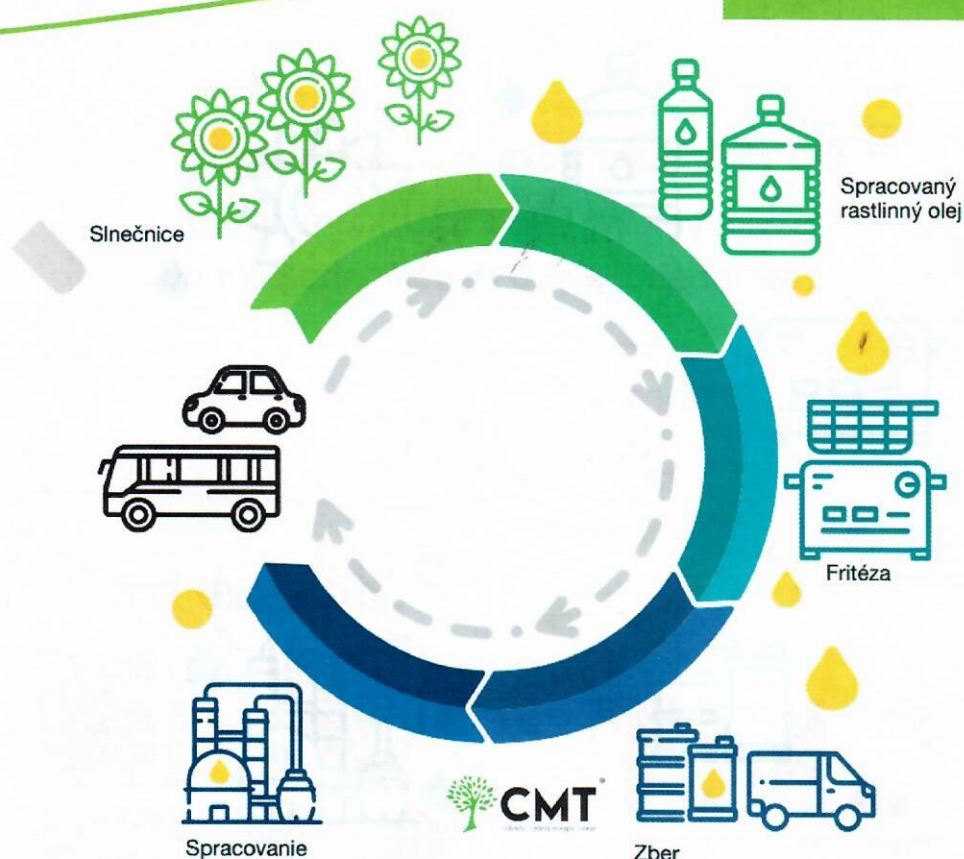 Slnečnice
Spracovaný
rastlinný olej
Fritéza
Zber
CMT
Spracovanie